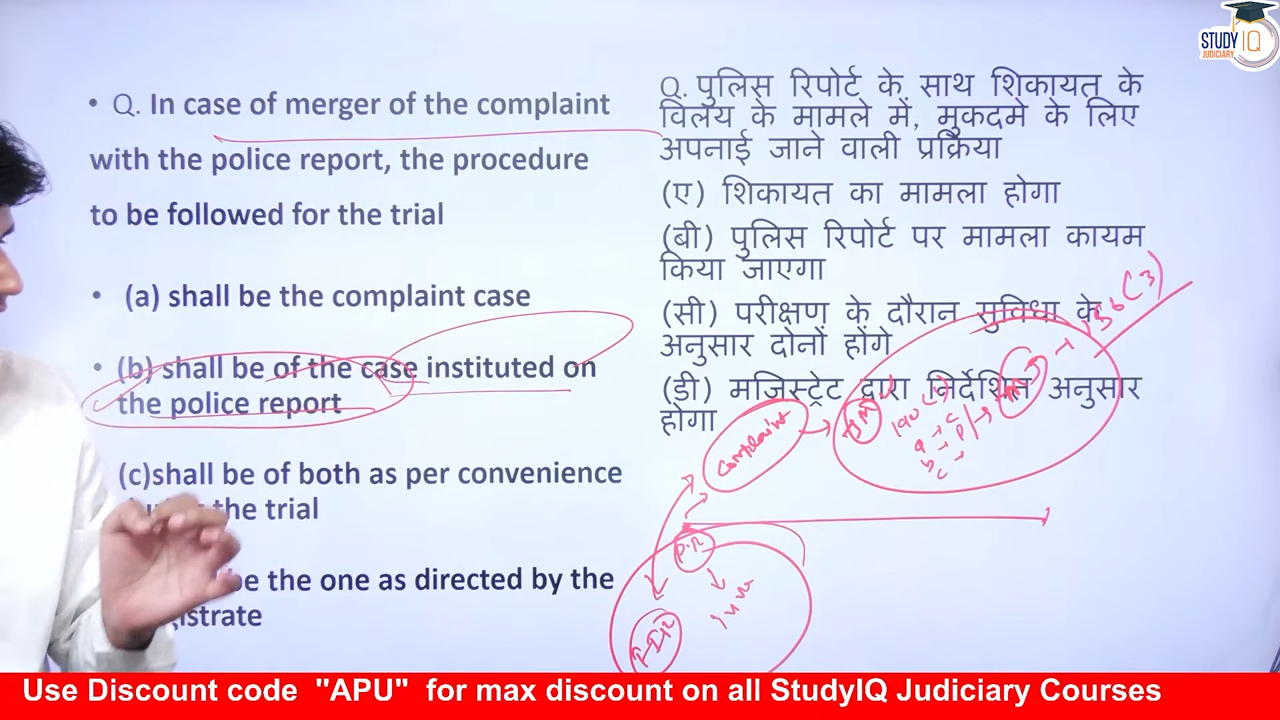 STUDY IQ
JUDICIARY
• Q. In case of merger of the complaint
with the police report, the procedure
to be followed for the trial
• (a) shall be the complaint case
• (b) shall be of the case instituted on
the police report
(c)shall be of both as per convenience
the trial
be the one as directed by the
Q. पुलिस रिपोर्ट के साथ शिकायत के
विलय के मामले में, मुकदमे के लिए
अपनाई जाने वाली प्रक्रिया
(ए) शिकायत का मामला होगा
(बी) पुलिस रिपोर्ट पर मामला कायम
किया जाएगा
(सी) परीक्षण के दौरान सुविधा के
अनुसार दोनों होंगे
(डी) मजिस्ट्रेट द्वारा निर्देशित अनुसार
होगा
156(3)
Complaint
P.R
Use Discount code "APU" for max discount on all StudyIQ Judiciary Courses